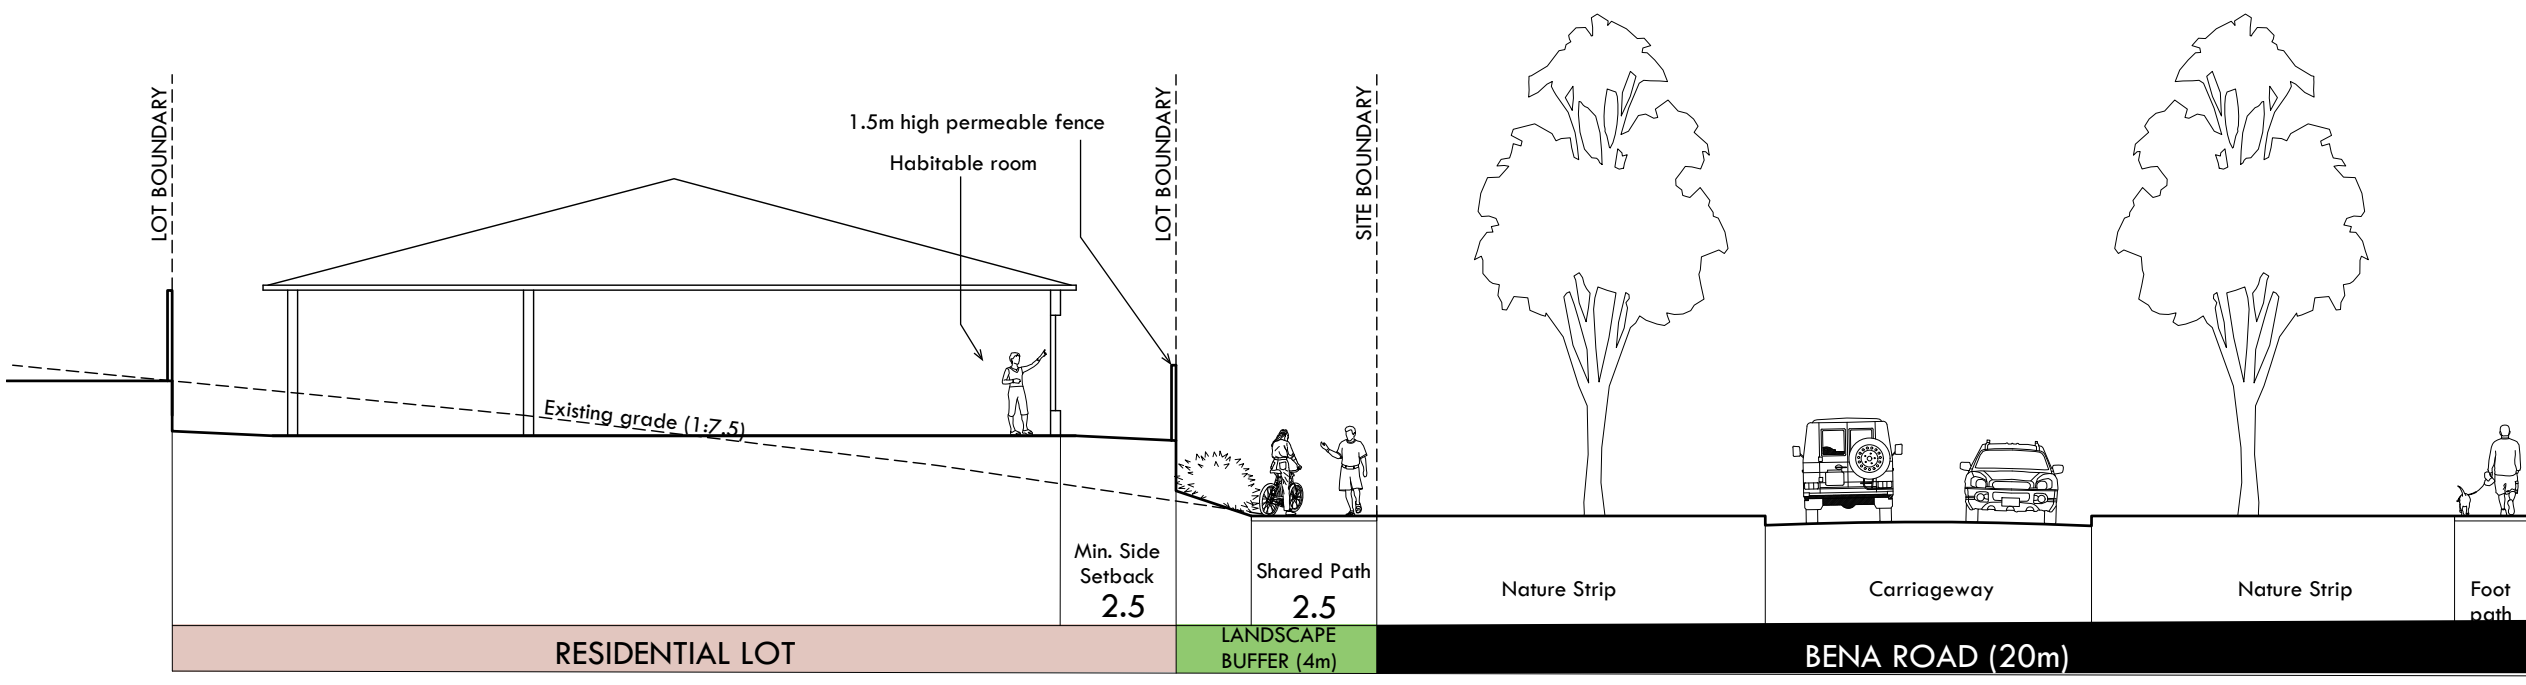 LOT BOUNDARY
1.5m high permeable fence
Habitable room
LOT BOUNDARY
SITE BOUNDARY
Existing grade (1:7.5)
Min. Side
Setback
2.5
Shared Path
2.5
Nature Strip
Carriageway
Nature Strip
Foot
path
RESIDENTIAL LOT
LANDSCAPE
BUFFER (4m)
BENA ROAD (20m)